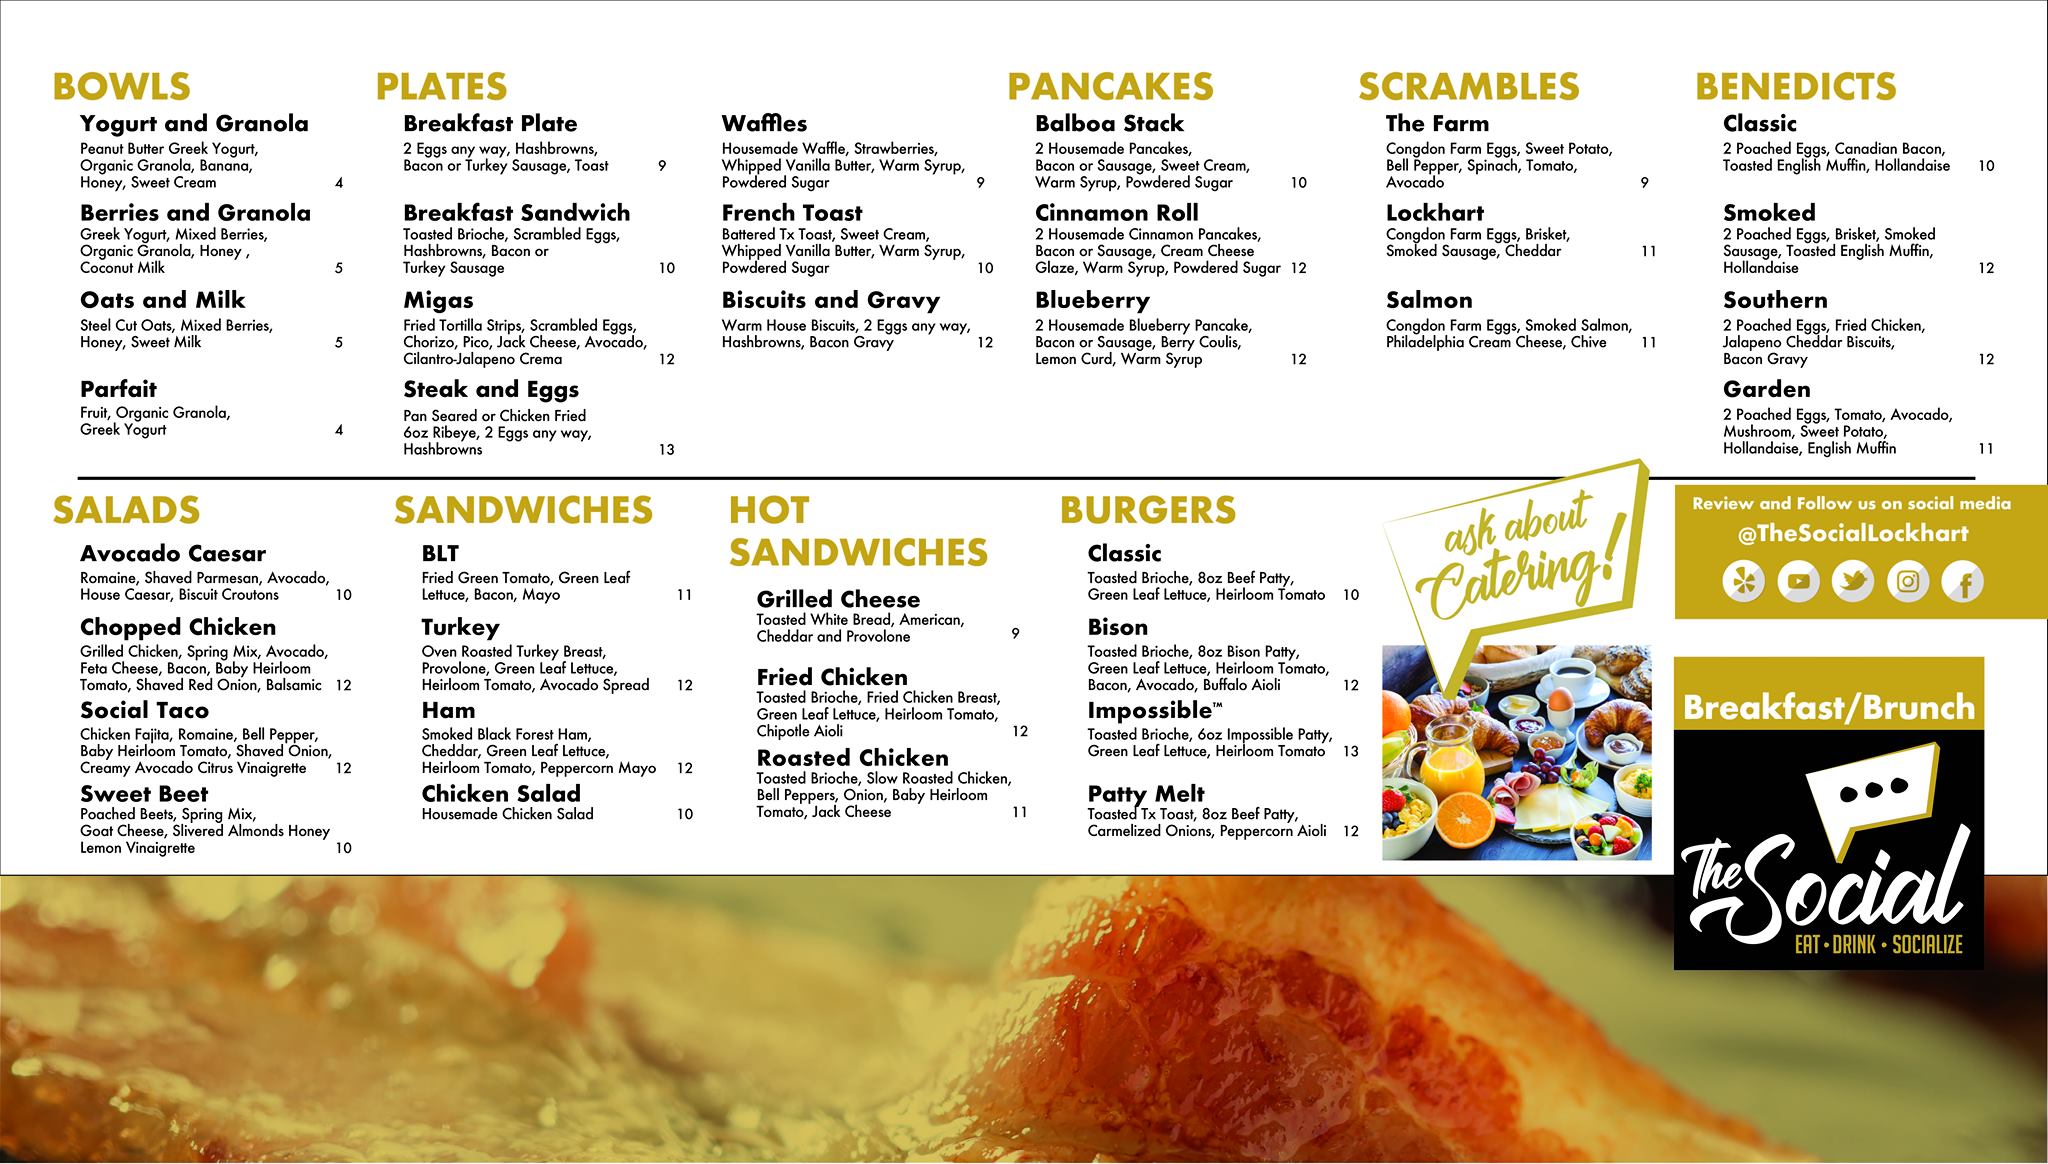 BOWLS
Yogurt and Granola
Peanut Butter Greek Yogurt,
Organic Granola, Banana,
Honey, Sweet Cream 4
Berries and Granola
Greek Yogurt, Mixed Berries,
Organic Granola, Honey ,
Coconut Milk 5
Oats and Milk
Steel Cut Oats, Mixed Berries,
Honey, Sweet Milk 5
Parfait
Fruit, Organic Granola,
Greek Yogurt 4
PLATES
Breakfast Plate
2 Eggs any way, Hashbrowns,
Bacon or Turkey Sausage, Toast 9
Breakfast Sandwich
Toasted Brioche, Scrambled Eggs,
Hashbrowns, Bacon or
Turkey Sausage 10
Migas
Fried Tortilla Strips, Scrambled Eggs,
Chorizo, Pico, Jack Cheese, Avocado,
Cilantro-Jalapeno Crema 12
Steak and Eggs
Pan Seared or Chicken Fried
6oz Ribeye, 2 Eggs any way,
Hashbrowns 13
Waffles
Housemade Waffle, Strawberries,
Whipped Vanilla Butter, Warm Syrup,
Powdered Sugar 9
French Toast
Battered Tx Toast, Sweet Cream,
Whipped Vanilla Butter, Warm Syrup,
Powdered Sugar 10
Biscuits and Gravy
Warm House Biscuits, 2 Eggs any way,
Hashbrowns, Bacon Gravy 12
PANCAKES
Balboa Stack
2 Housemade Pancakes,
Bacon or Sausage, Sweet Cream,
Warm Syrup, Powdered Sugar 10
Cinnamon Roll
2 Housemade Cinnamon Pancakes,
Bacon or Sausage, Cream Cheese
Glaze, Warm Syrup, Powdered Sugar 12
Blueberry
2 Housemade Blueberry Pancake,
Bacon or Sausage, Berry Coulis,
Lemon Curd, Warm Syrup 12
SCRAMBLES
The Farm
Congdon Farm Eggs, Sweet Potato,
Bell Pepper, Spinach, Tomato,
Avocado 9
Lockhart
Congdon Farm Eggs, Brisket,
Smoked Sausage, Cheddar 11
Salmon
Congdon Farm Eggs, Smoked Salmon,
Philadelphia Cream Cheese, Chive 11
BENEDICTS
Classic
2 Poached Eggs, Canadian Bacon,
Toasted English Muffin, Hollandaise 10
Smoked
2 Poached Eggs, Brisket, Smoked
Sausage, Toasted English Muffin,
Hollandaise 12
Southern
2 Poached Eggs, Fried Chicken,
Jalapeno Cheddar Biscuits,
Bacon Gravy 12
Garden
2 Poached Eggs, Tomato, Avocado,
Mushroom, Sweet Potato,
Hollandaise, English Muffin 11
SALADS
Avocado Caesar
Romaine, Shaved Parmesan, Avocado,
House Caesar, Biscuit Croutons 10
Chopped Chicken
Grilled Chicken, Spring Mix, Avocado,
Feta Cheese, Bacon, Baby Heirloom
Tomato, Shaved Red Onion, Balsamic 12
Social Taco
Chicken Fajita, Romaine, Bell Pepper,
Baby Heirloom Tomato, Shaved Onion,
Creamy Avocado Citrus Vinaigrette 12
Sweet Beet
Poached Beets, Spring Mix,
Goat Cheese, Slivered Almonds Honey
Lemon Vinaigrette 10
SANDWICHES
BLT
Fried Green Tomato, Green Leaf
Lettuce, Bacon, Mayo 11
Turkey
Oven Roasted Turkey Breast,
Provolone, Green Leaf Lettuce,
Heirloom Tomato, Avocado Spread 12
Ham
Smoked Black Forest Ham,
Cheddar, Green Leaf Lettuce,
Heirloom Tomato, Peppercorn Mayo 12
Chicken Salad
Housemade Chicken Salad 10
HOT
SANDWICHES
Grilled Cheese
Toasted White Bread, American,
Cheddar and Provolone 9
Fried Chicken
Toasted Brioche, Fried Chicken Breast,
Green Leaf Lettuce, Heirloom Tomato,
Chipotle Aioli 12
Roasted Chicken
Toasted Brioche, Slow Roasted Chicken,
Bell Peppers, Onion, Baby Heirloom
Tomato, Jack Cheese 11
BURGERS
Classic
Toasted Brioche, 8oz Beef Patty,
Green Leaf Lettuce, Heirloom Tomato 10
Bison
Toasted Brioche, 8oz Bison Patty,
Green Leaf Lettuce, Heirloom Tomato,
Bacon, Avocado, Buffalo Aioli 12
Impossible™
Toasted Brioche, 6oz Impossible Patty,
Green Leaf Lettuce, Heirloom Tomato 13
Patty Melt
Toasted Tx Toast, 8oz Beef Patty,
Carmelized Onions, Peppercorn Aioli 12
ask about
Catering!
Review and Follow us on social media
@TheSocialLockhart
Breakfast/Brunch
The Social
EAT • DRINK • SOCIALIZE